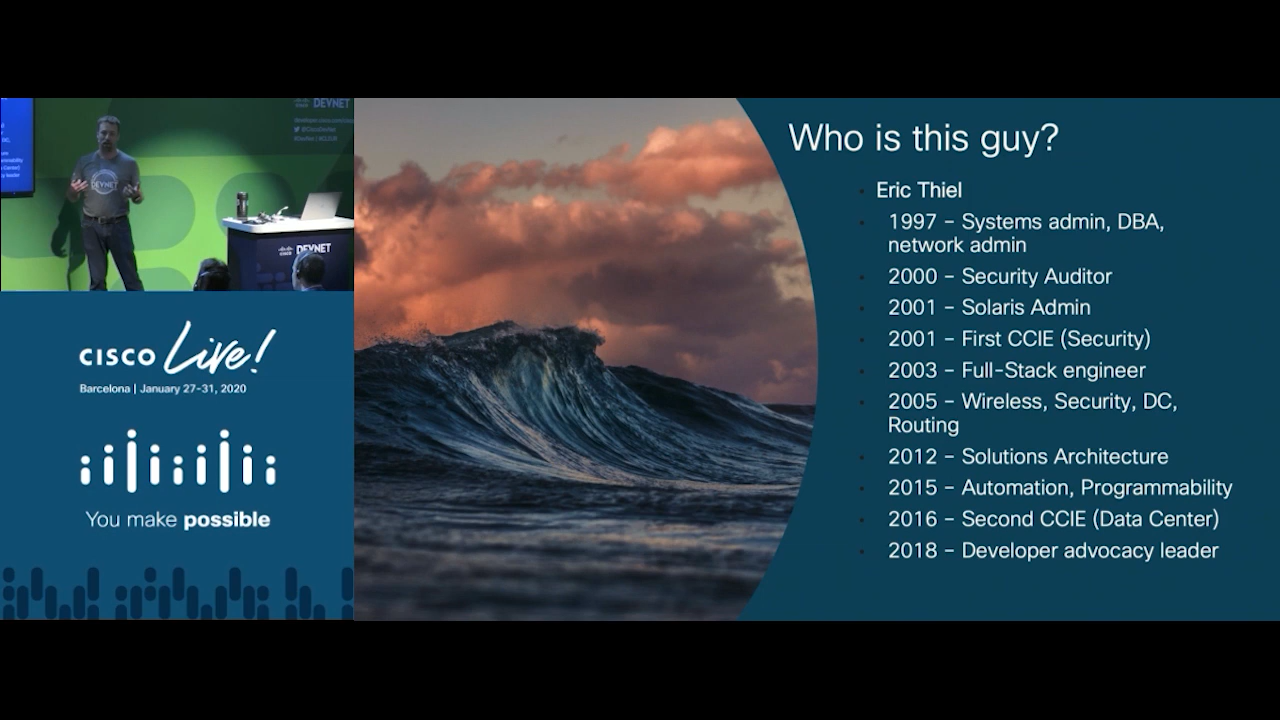 DEVNET
@CiscoDevNet
DEVNET
CISCO
DEVNET
CISCO Live!
Barcelona | January 27-31, 2020
You make possible
Who is this guy?
Eric Thiel
1997 – Systems admin, DBA,
network admin
2000 – Security Auditor
2001 – Solaris Admin
2001 – First CCIE (Security)
2003 – Full-Stack engineer
2005 – Wireless, Security, DC,
Routing
2012 – Solutions Architecture
2015 – Automation, Programmability
2016 – Second CCIE (Data Center)
2018 – Developer advocacy leader